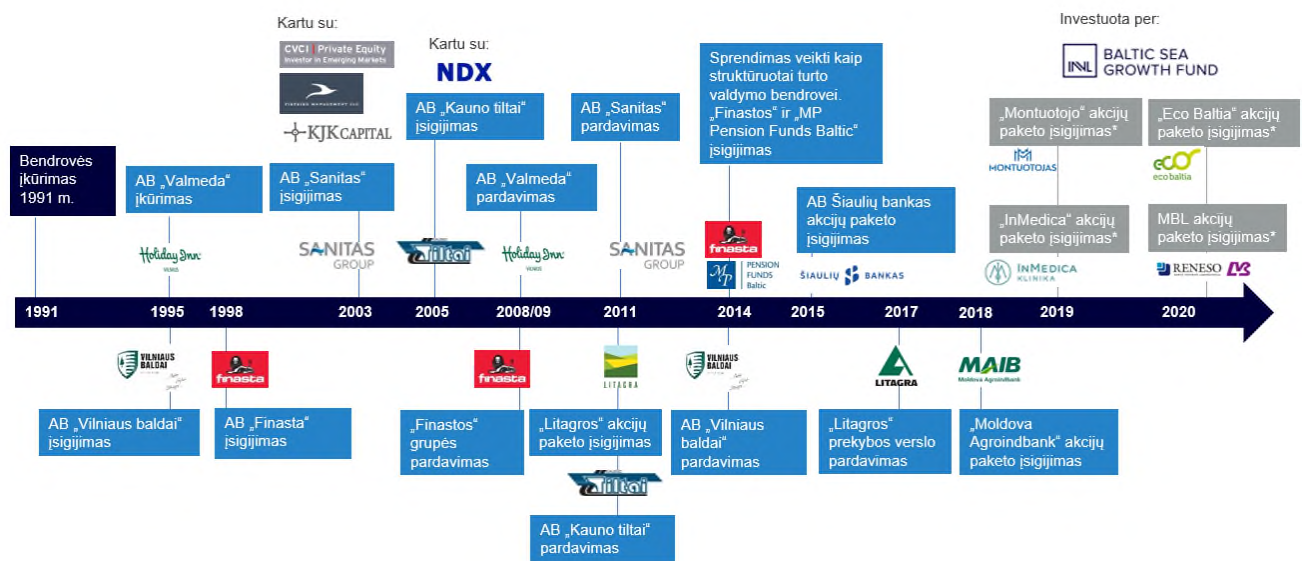 Kartu su:
CVCI | Private Equity
Investor in Emerging Markets
KJK CAPITAL
Kartu su:
NDX
Investuota per:
INVL
BALTIC SEA
GROWTH FUND
Bendrovės
įkūrimas
1991 m.
AB „Valmeda“
įkūrimas
Holiday Inn
VILNIUS
AB „Sanitas“
įsigijimas
SANITAS
GROUP
AB „Kauno tiltai“
įsigijimas
Tiltai
AB „Valmeda“
pardavimas
Holiday Inn
VILNIUS
AB „Sanitas“
pardavimas
SANITAS
GROUP
Sprendimas veikti kaip
struktūruotai turto
valdymo bendrovei.
„Finastos“ ir „MP
Pension Funds Baltic“
įsigijimas
finasta
MP
PENSION
FUNDS
Baltic
AB Šiaulių bankas
akcijų paketo
įsigijimas
ŠIAULIŲ BANKAS
„Montuotojo“ akcijų
paketo įsigijimas*
MONTUOTOJAS
„InMedica“ akcijų
paketo įsigijimas*
INMEDICA
KLINIKA
„Eco Baltia“ akcijų
paketo įsigijimas*
eco
eco baltia
MBL akcijų
paketo įsigijimas*
RENESO
1991 1995 1998 2003 2005 2008/09 2011 2014 2015 2017 2018 2019 2020
VILNIAUS
BALDAI
AB „Vilniaus baldai“
įsigijimas
finasta
AB „Finasta“
įsigijimas
finasta
„Finastos“
grupės
pardavimas
LITAGRA
„Litagros“ akcijų
paketo įsigijimas
Tiltai
AB „Kauno tiltai“
pardavimas
VILNIAUS
BALDAI
AB „Vilniaus
baldai“
pardavimas
LITAGRA
„Litagros“
prekybos verslo
pardavimas
MAIB
Moldova Agroindbank
„Moldova
Agroindbank“ akcijų
paketo įsigijimas